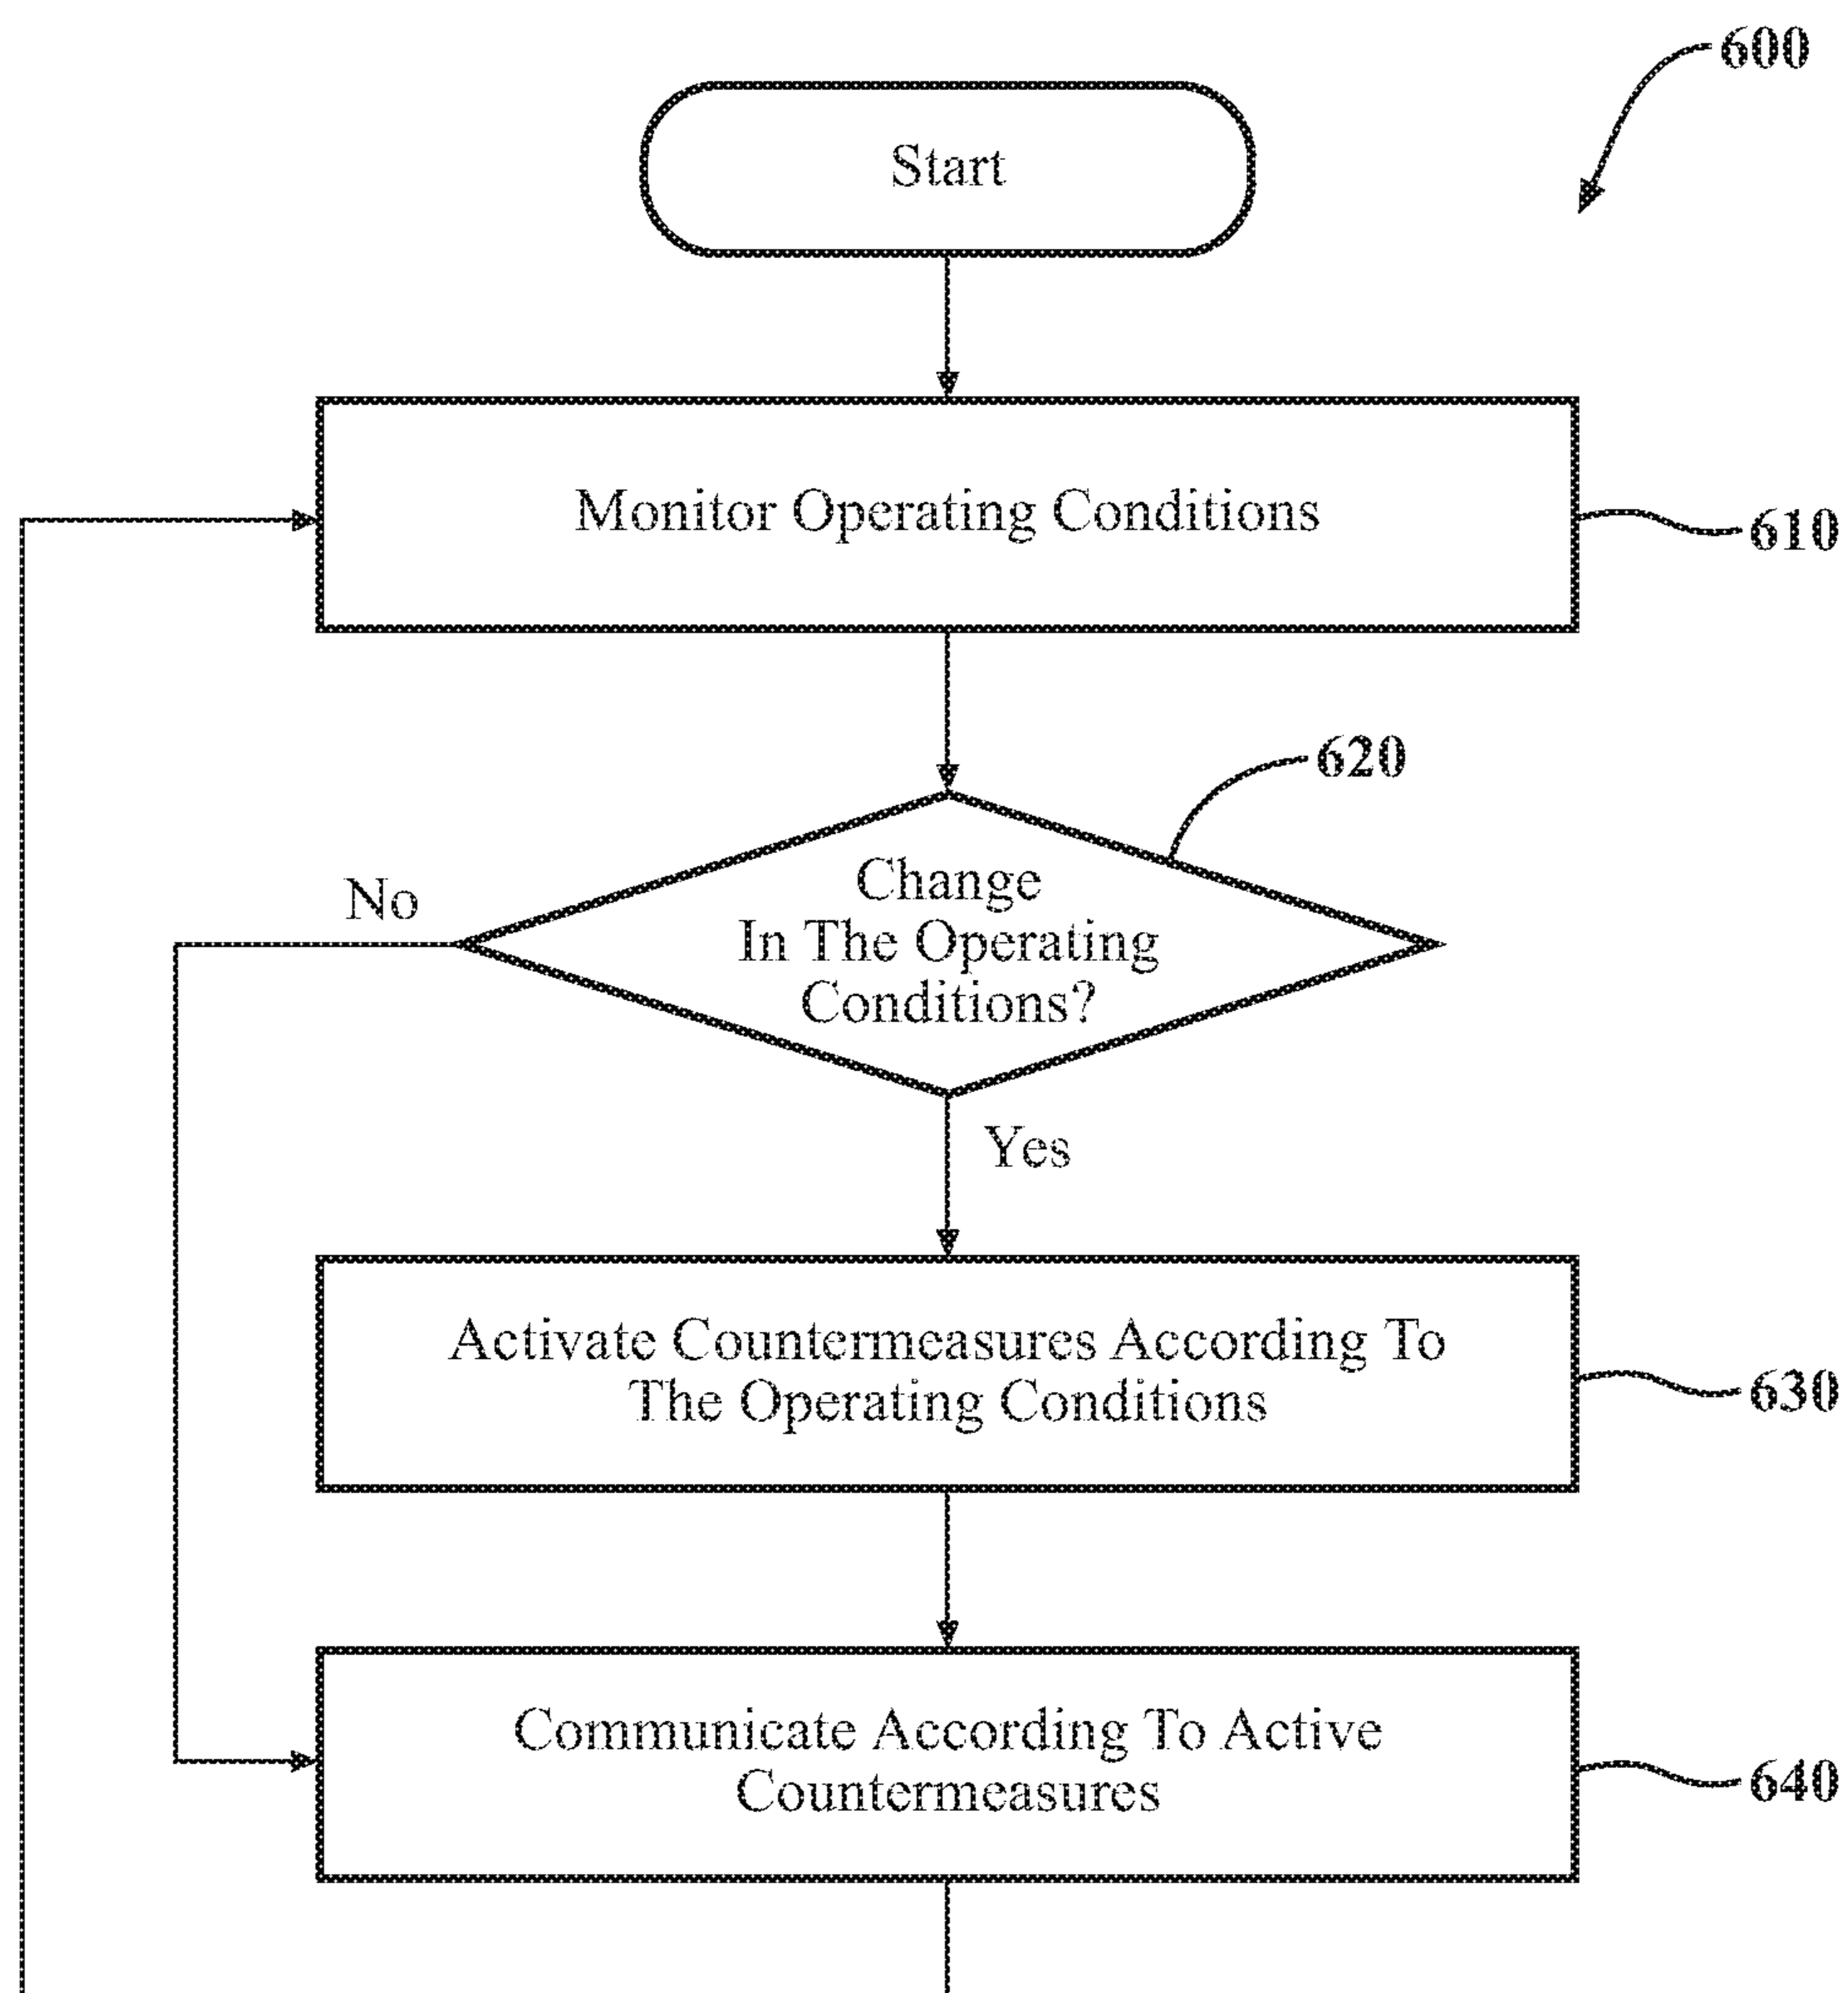 600
Start
Monitor Operating Conditions
610
620
Change
In The Operating
Conditions?
No
Yes
Activate Countermeasures According To
The Operating Conditions
630
Communicate According To Active
Countermeasures
640